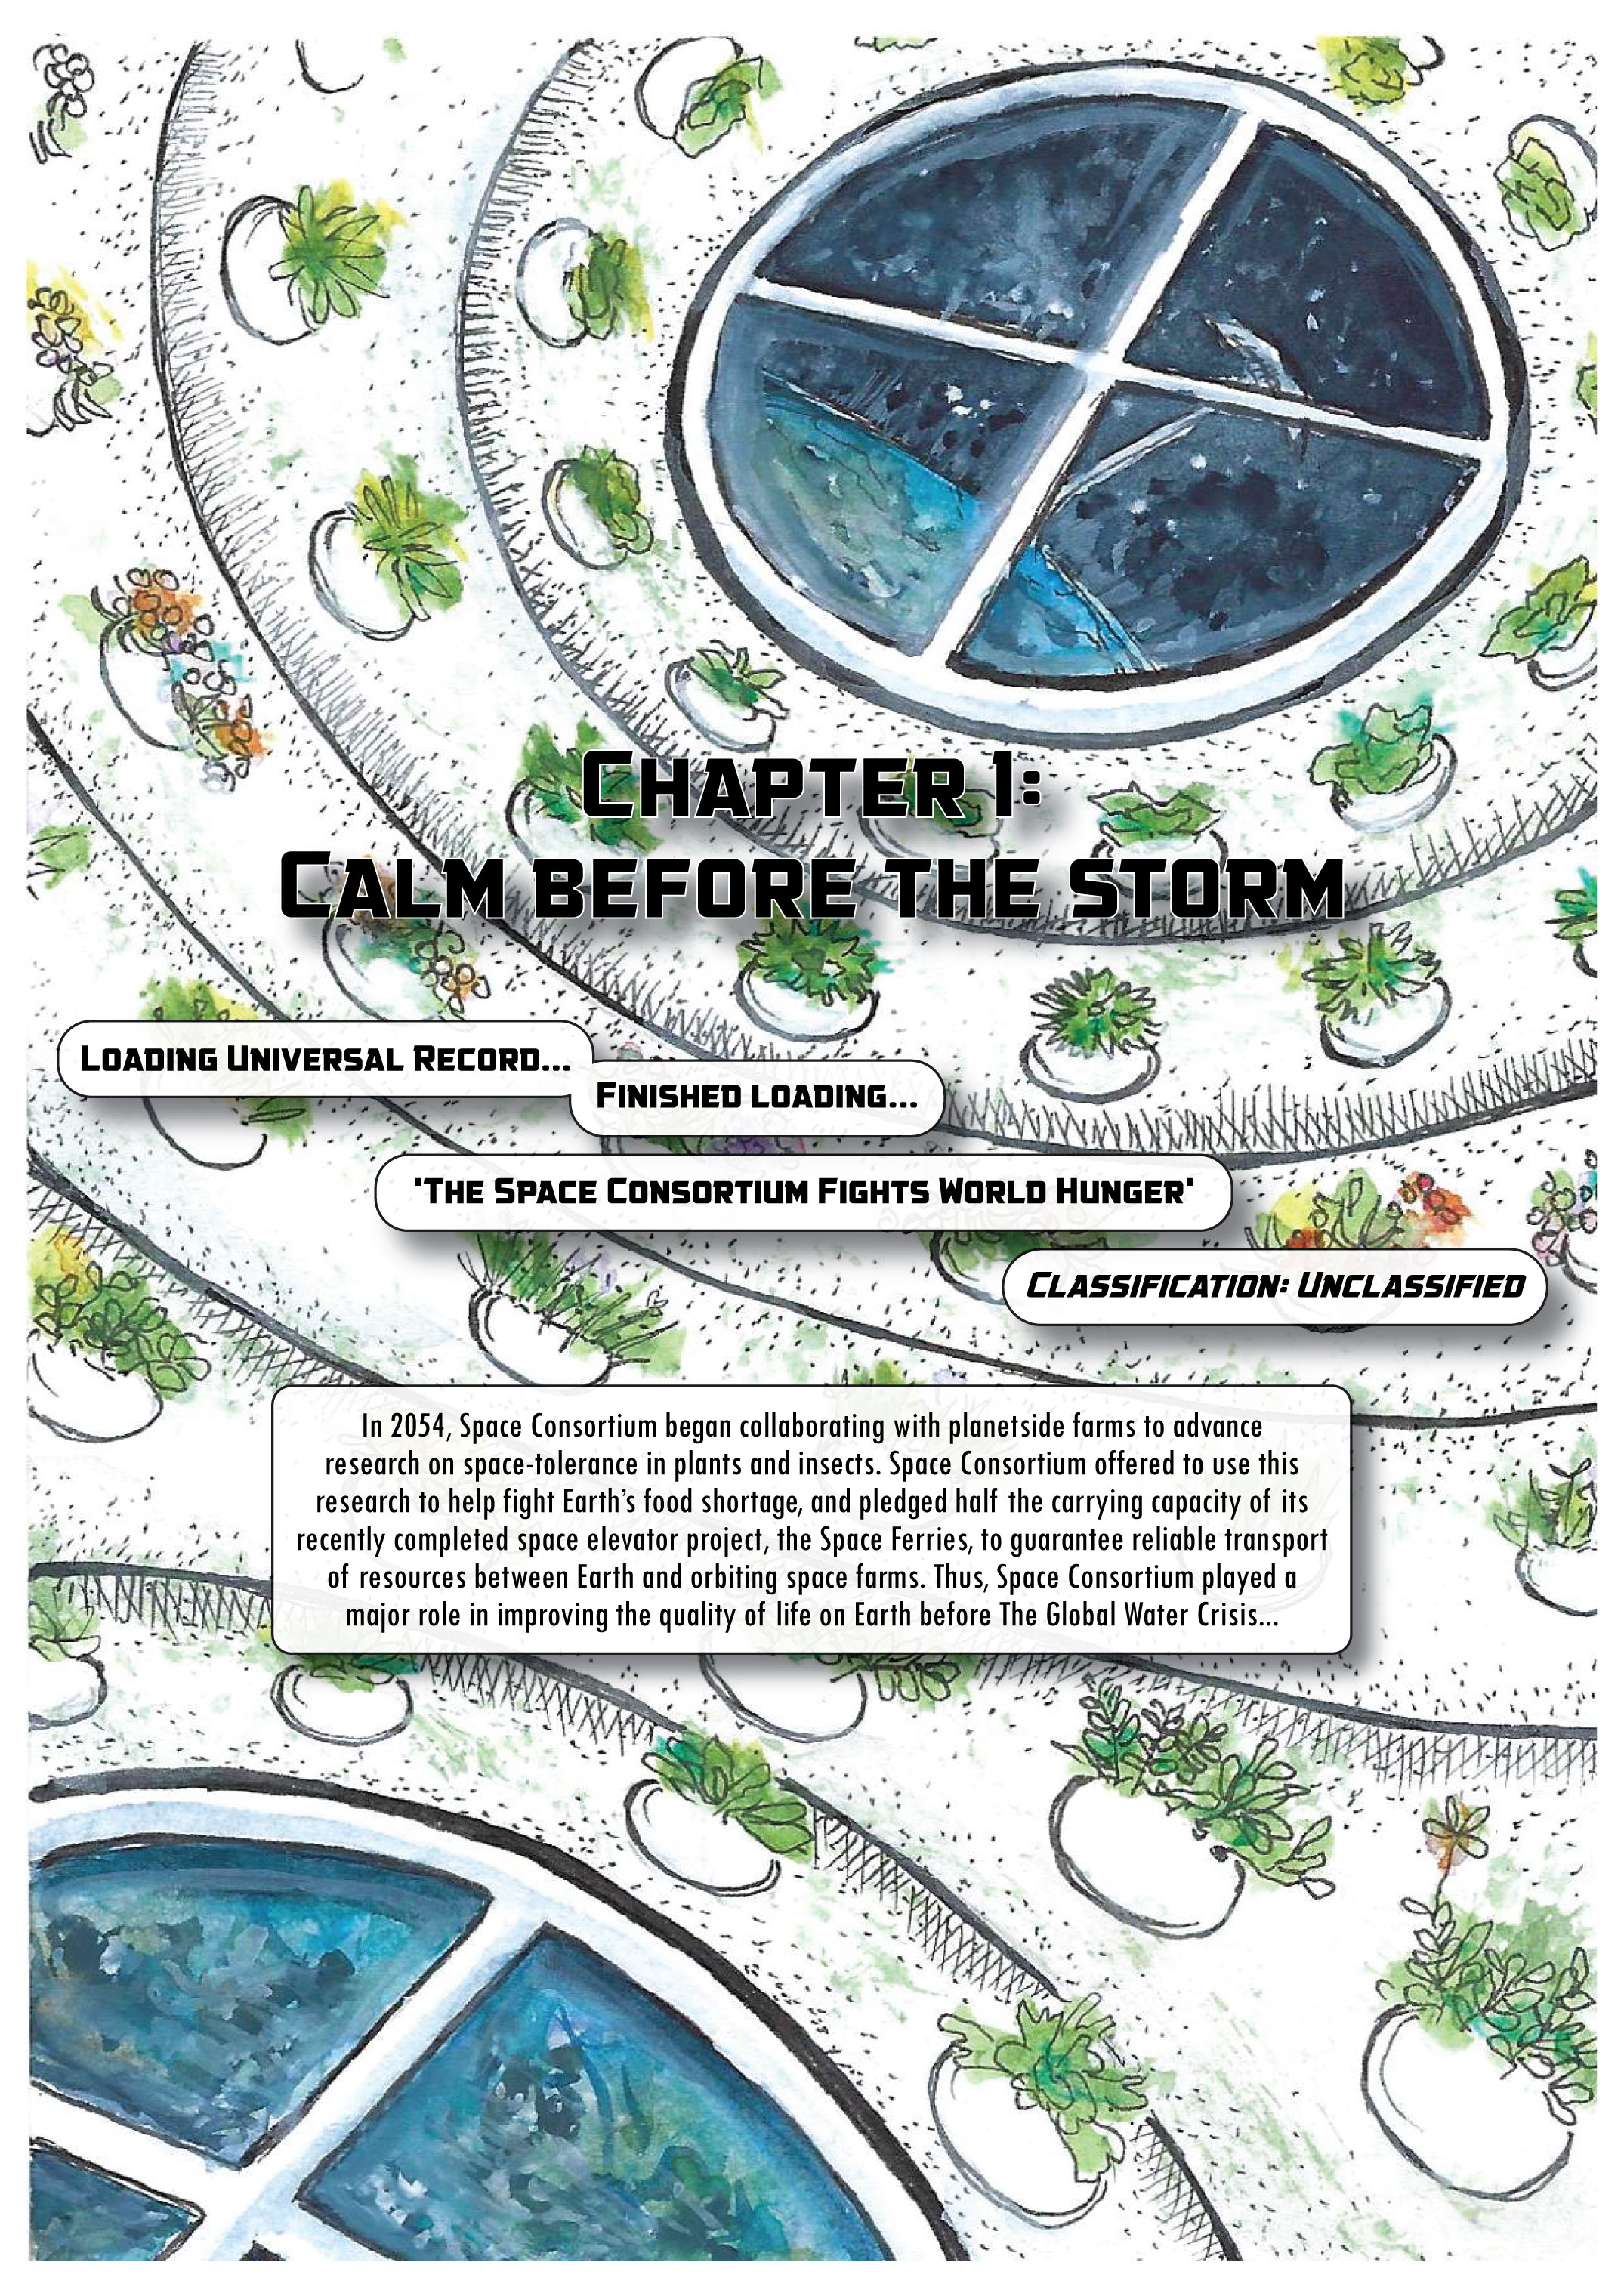 Chapter 1:
Calm before the storm
Loading Universal Record...
Finished loading...
'The Space Consortium Fights World Hunger'
Classification: Unclassified
In 2054, Space Consortium began collaborating with planetside farms to advance
research on space-tolerance in plants and insects. Space Consortium offered to use this
research to help fight Earth's food shortage, and pledged half the carrying capacity of its
recently completed space elevator project, the Space Ferries, to guarantee reliable transport
of resources between Earth and orbiting space farms. Thus, Space Consortium played a
major role in improving the quality of life on Earth before The Global Water Crisis...